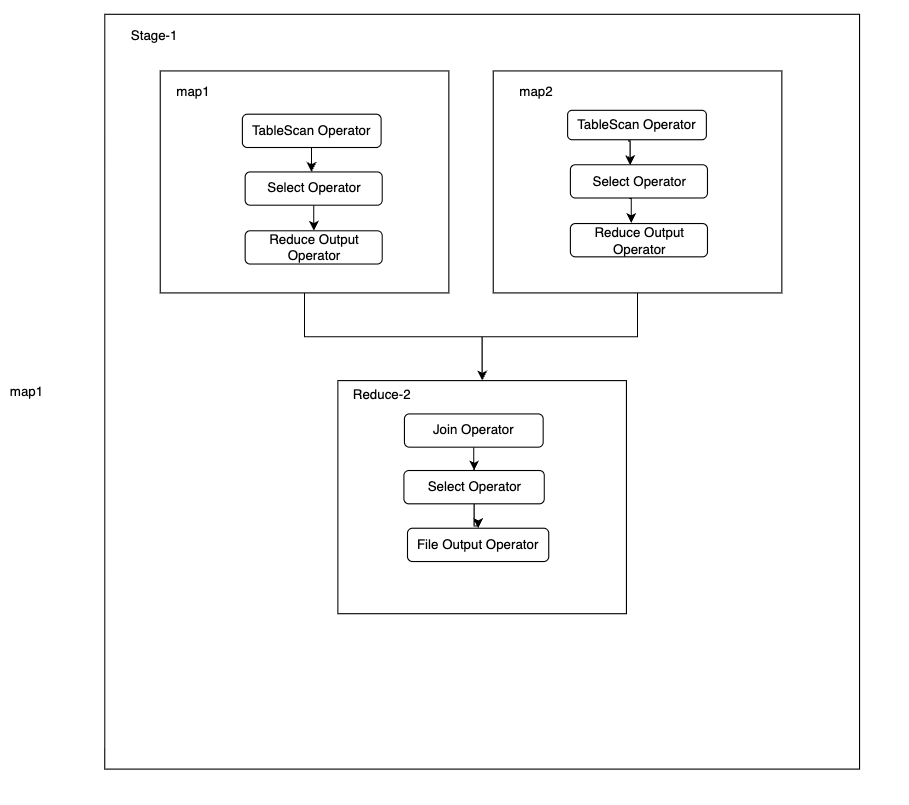 Stage-1
map1
TableScan Operator
Select Operator
Reduce Output
Operator
map2
TableScan Operator
Select Operator
Reduce Output
Operator
map1
Reduce-2
Join Operator
Select Operator
File Output Operator